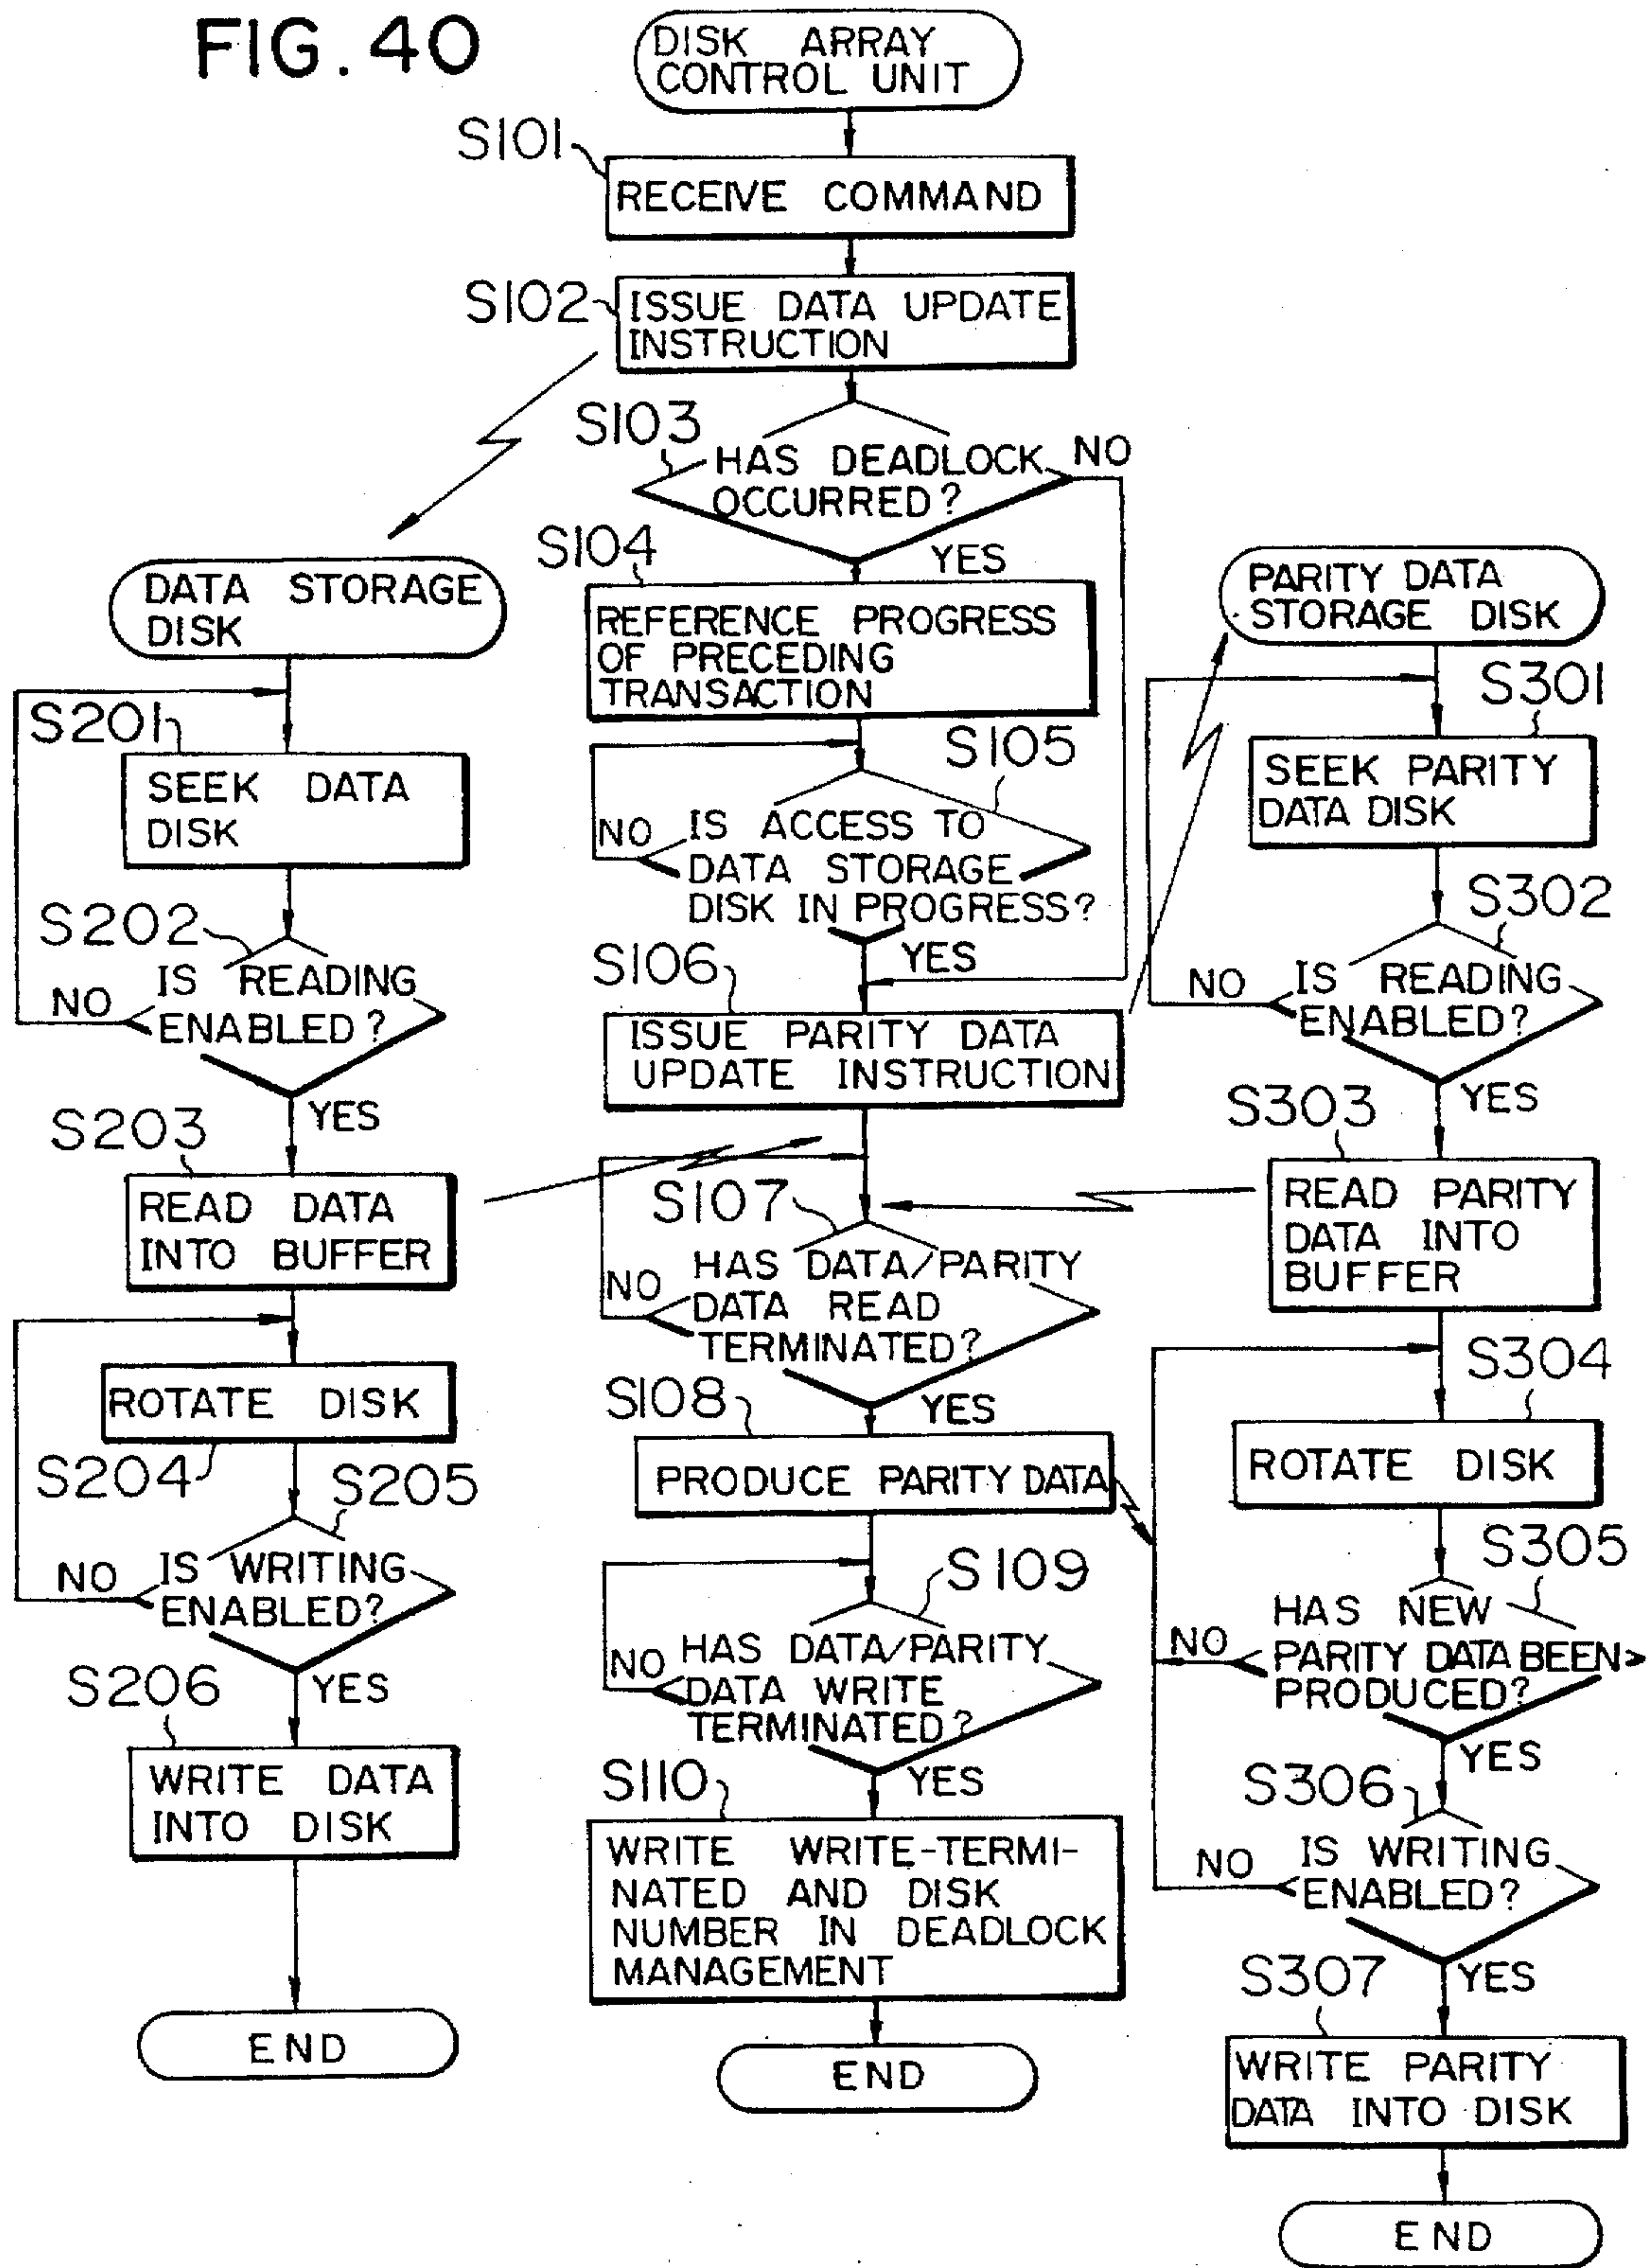 FIG. 40
DISK ARRAY
CONTROL UNIT
S101
RECEIVE COMMAND
S102
ISSUE DATA UPDATE
INSTRUCTION
S103
HAS DEADLOCK
OCCURRED?
NO
YES
S104
REFERENCE PROGRESS
OF PRECEDING
TRANSACTION
S105
NO
IS ACCESS TO
DATA STORAGE
DISK IN PROGRESS?
YES
S106
ISSUE PARITY DATA
UPDATE INSTRUCTION
S107
NO
HAS DATA/PARITY
DATA READ
TERMINATED?
YES
S108
PRODUCE PARITY DATA
S109
NO
HAS DATA/PARITY
DATA WRITE
TERMINATED?
YES
S110
WRITE WRITE-TERMI-
NATED AND DISK
NUMBER IN DEADLOCK
MANAGEMENT
END
DATA STORAGE
DISK
S201
SEEK DATA
DISK
S202
NO
IS READING
ENABLED?
YES
S203
READ DATA
INTO BUFFER
ROTATE DISK
S204
S205
NO
IS WRITING
ENABLED?
YES
S206
WRITE DATA
INTO DISK
END
PARITY DATA
STORAGE DISK
S301
SEEK PARITY
DATA DISK
S302
NO
IS READING
ENABLED?
YES
S303
READ PARITY
DATA INTO
BUFFER
S304
ROTATE DISK
S305
HAS NEW
NO
PARITY DATA BEEN
PRODUCED?
YES
S306
NO
IS WRITING
ENABLED?
YES
S307
WRITE PARITY
DATA INTO DISK
END